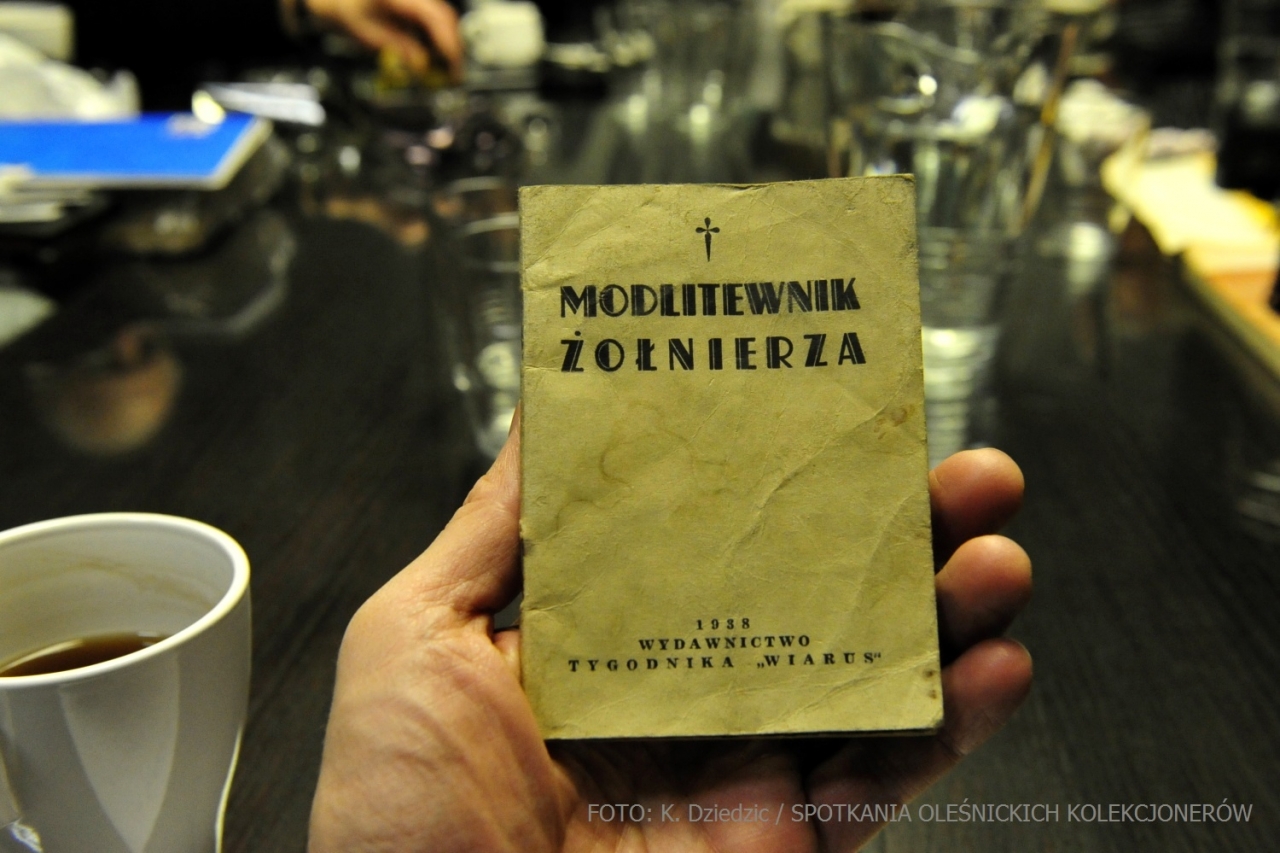 MODLITEWNIK
ŻOŁNIERZA
1938
WYDAWNICTWO
TYGODNIKA „WIARUS“
FOTO: K. Dziedzic / SPOTKANIA OLEŚNICKICH KOLEKCJONERÓW